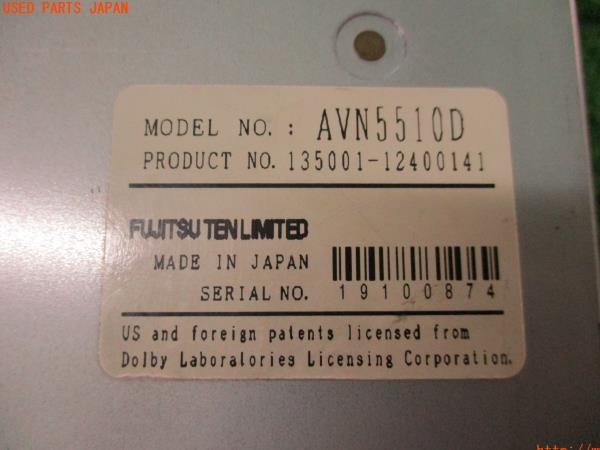 USED PARTS JAPAN
MODEL NO. : AVN5510D
PRODUCT NO. 135001-12400141
FUJITSU TEN LIMITED
MADE IN JAPAN
SERIAL NO. 19100874
US and foreign patents licensed from
Dolby Laboratories Licensing Corporation.